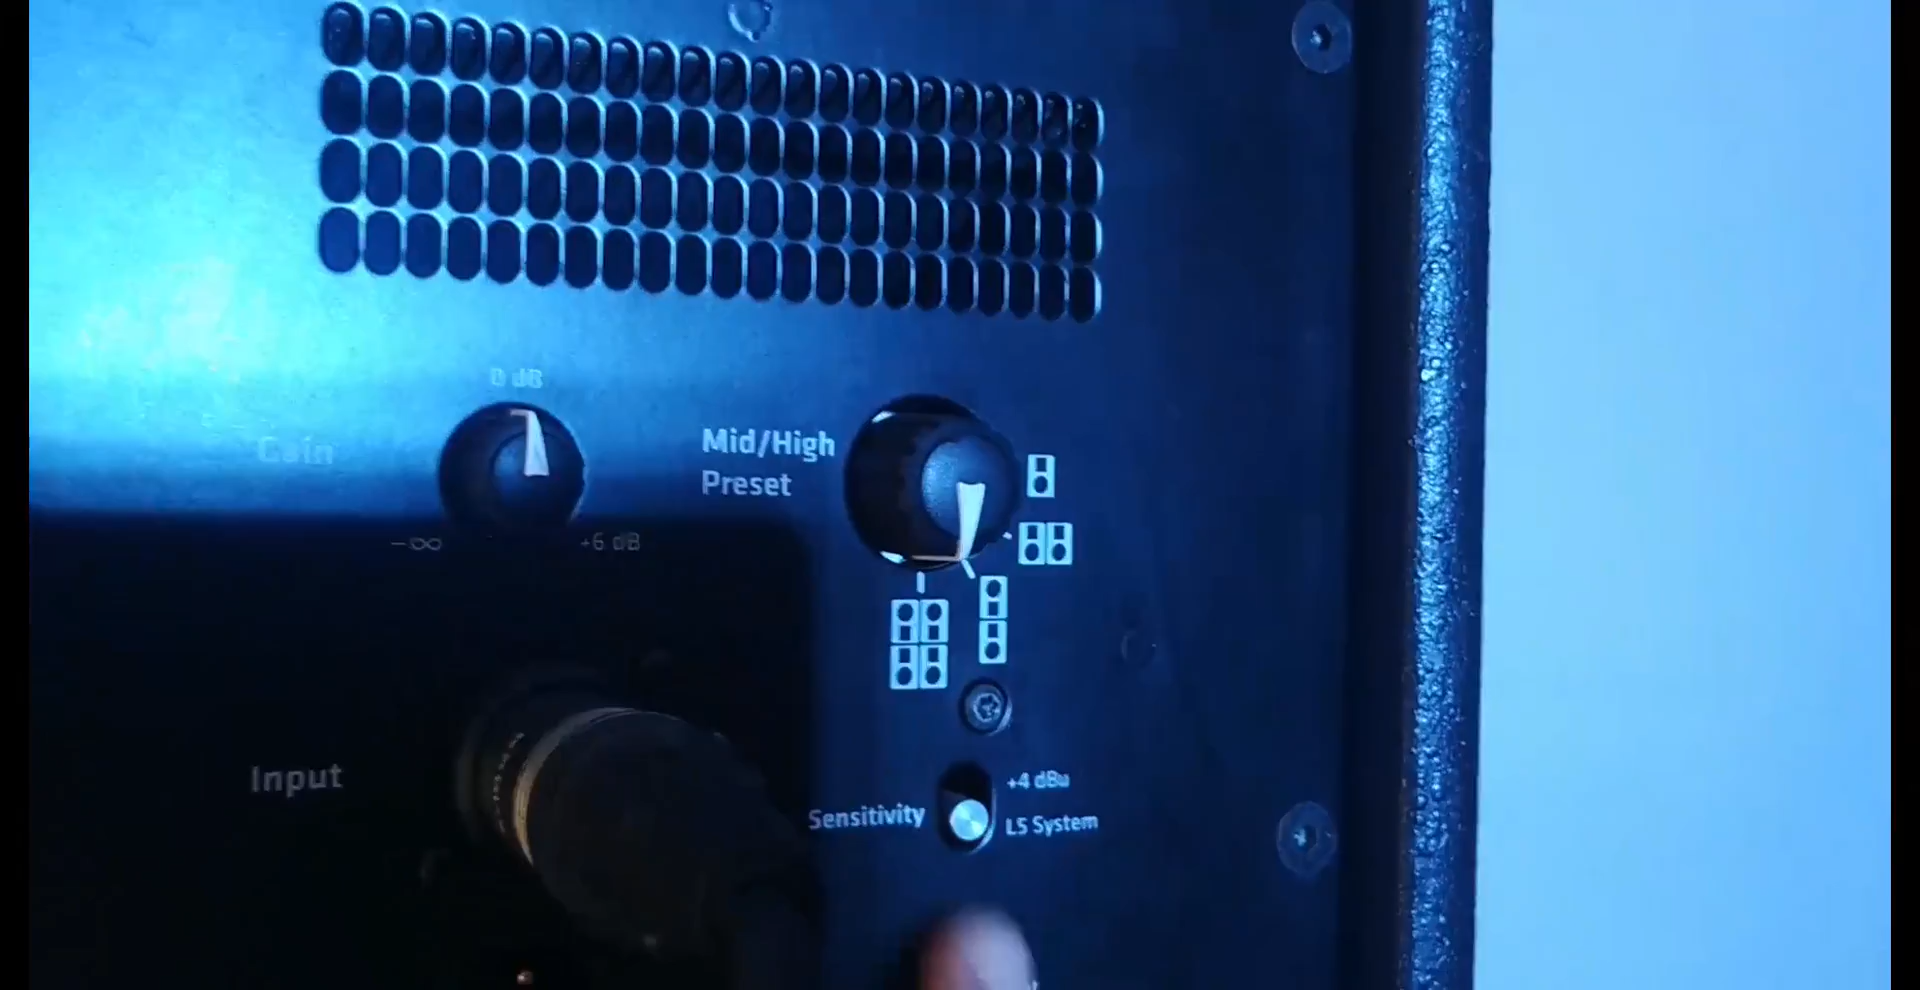 0 dB
Gain
-∞
+6 dB
Mid/High
Preset
Input
Sensitivity
+4 dBu
LS System